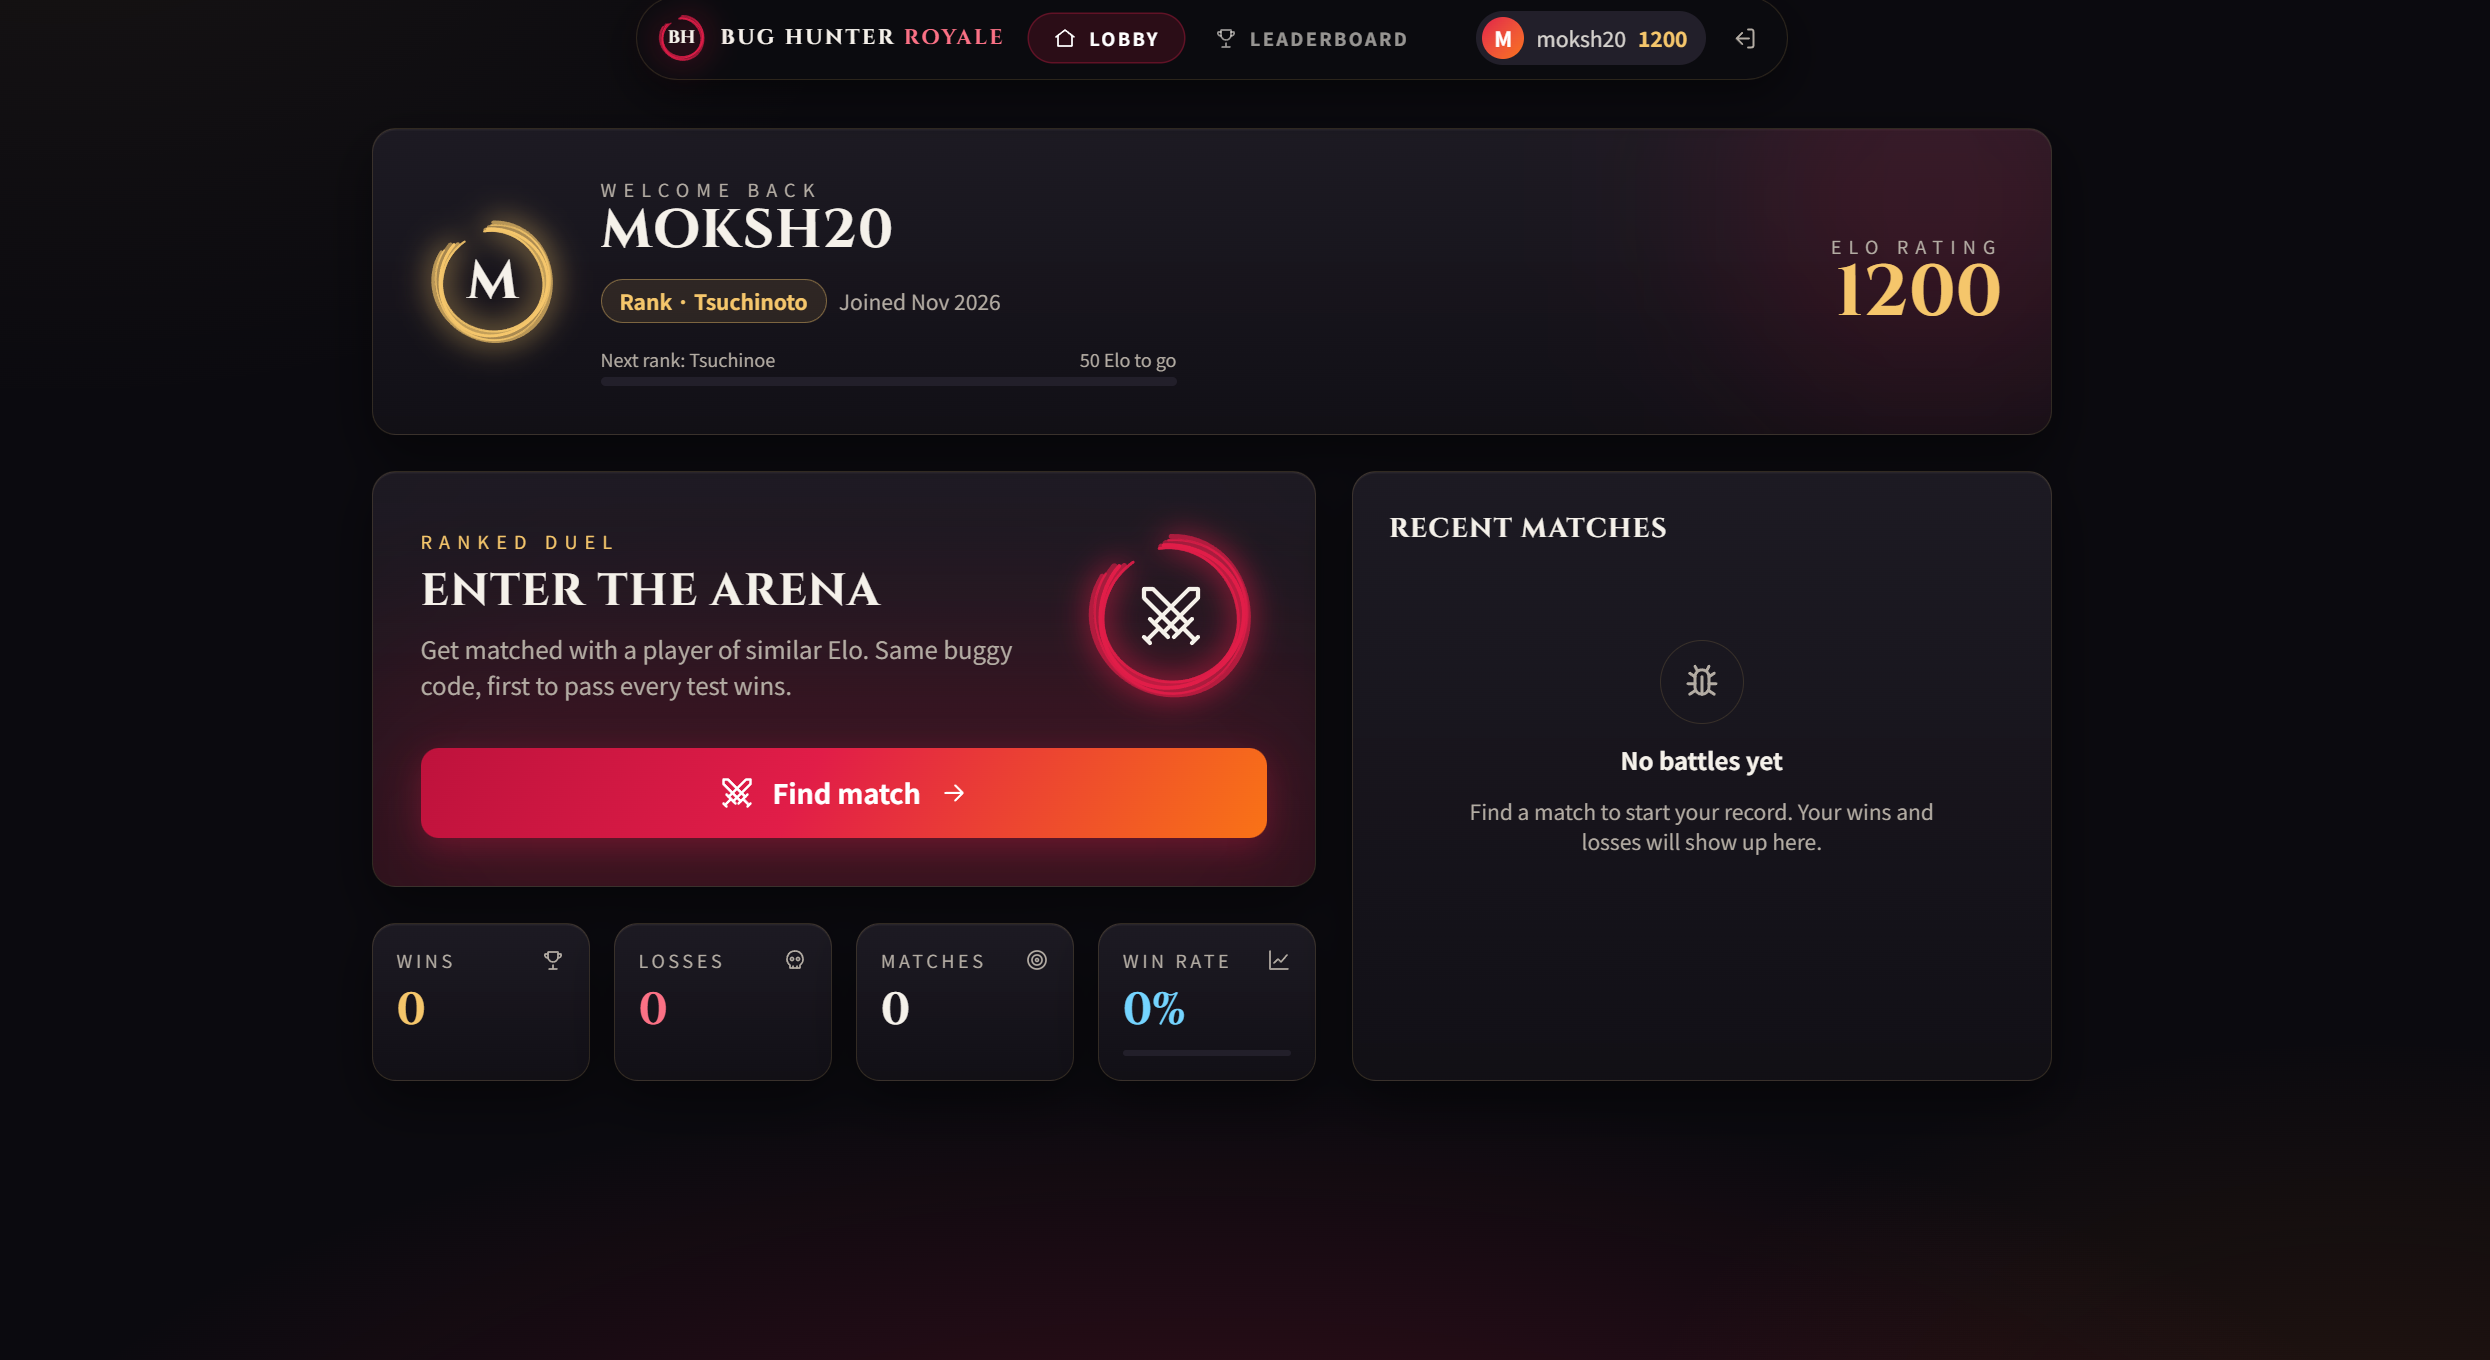 BH BUG HUNTER ROYALE LOBBY LEADERBOARD M moksh20 1200
WELCOME BACK
MOKSH20
M
Rank · Tsuchinoto Joined Nov 2026
Next rank: Tsuchinoe 50 Elo to go
ELO RATING
1200
RANKED DUEL
ENTER THE ARENA
Get matched with a player of similar Elo. Same buggy
code, first to pass every test wins.
Find match
WINS
0
LOSSES
0
MATCHES
0
WIN RATE
0%
RECENT MATCHES
No battles yet
Find a match to start your record. Your wins and
losses will show up here.